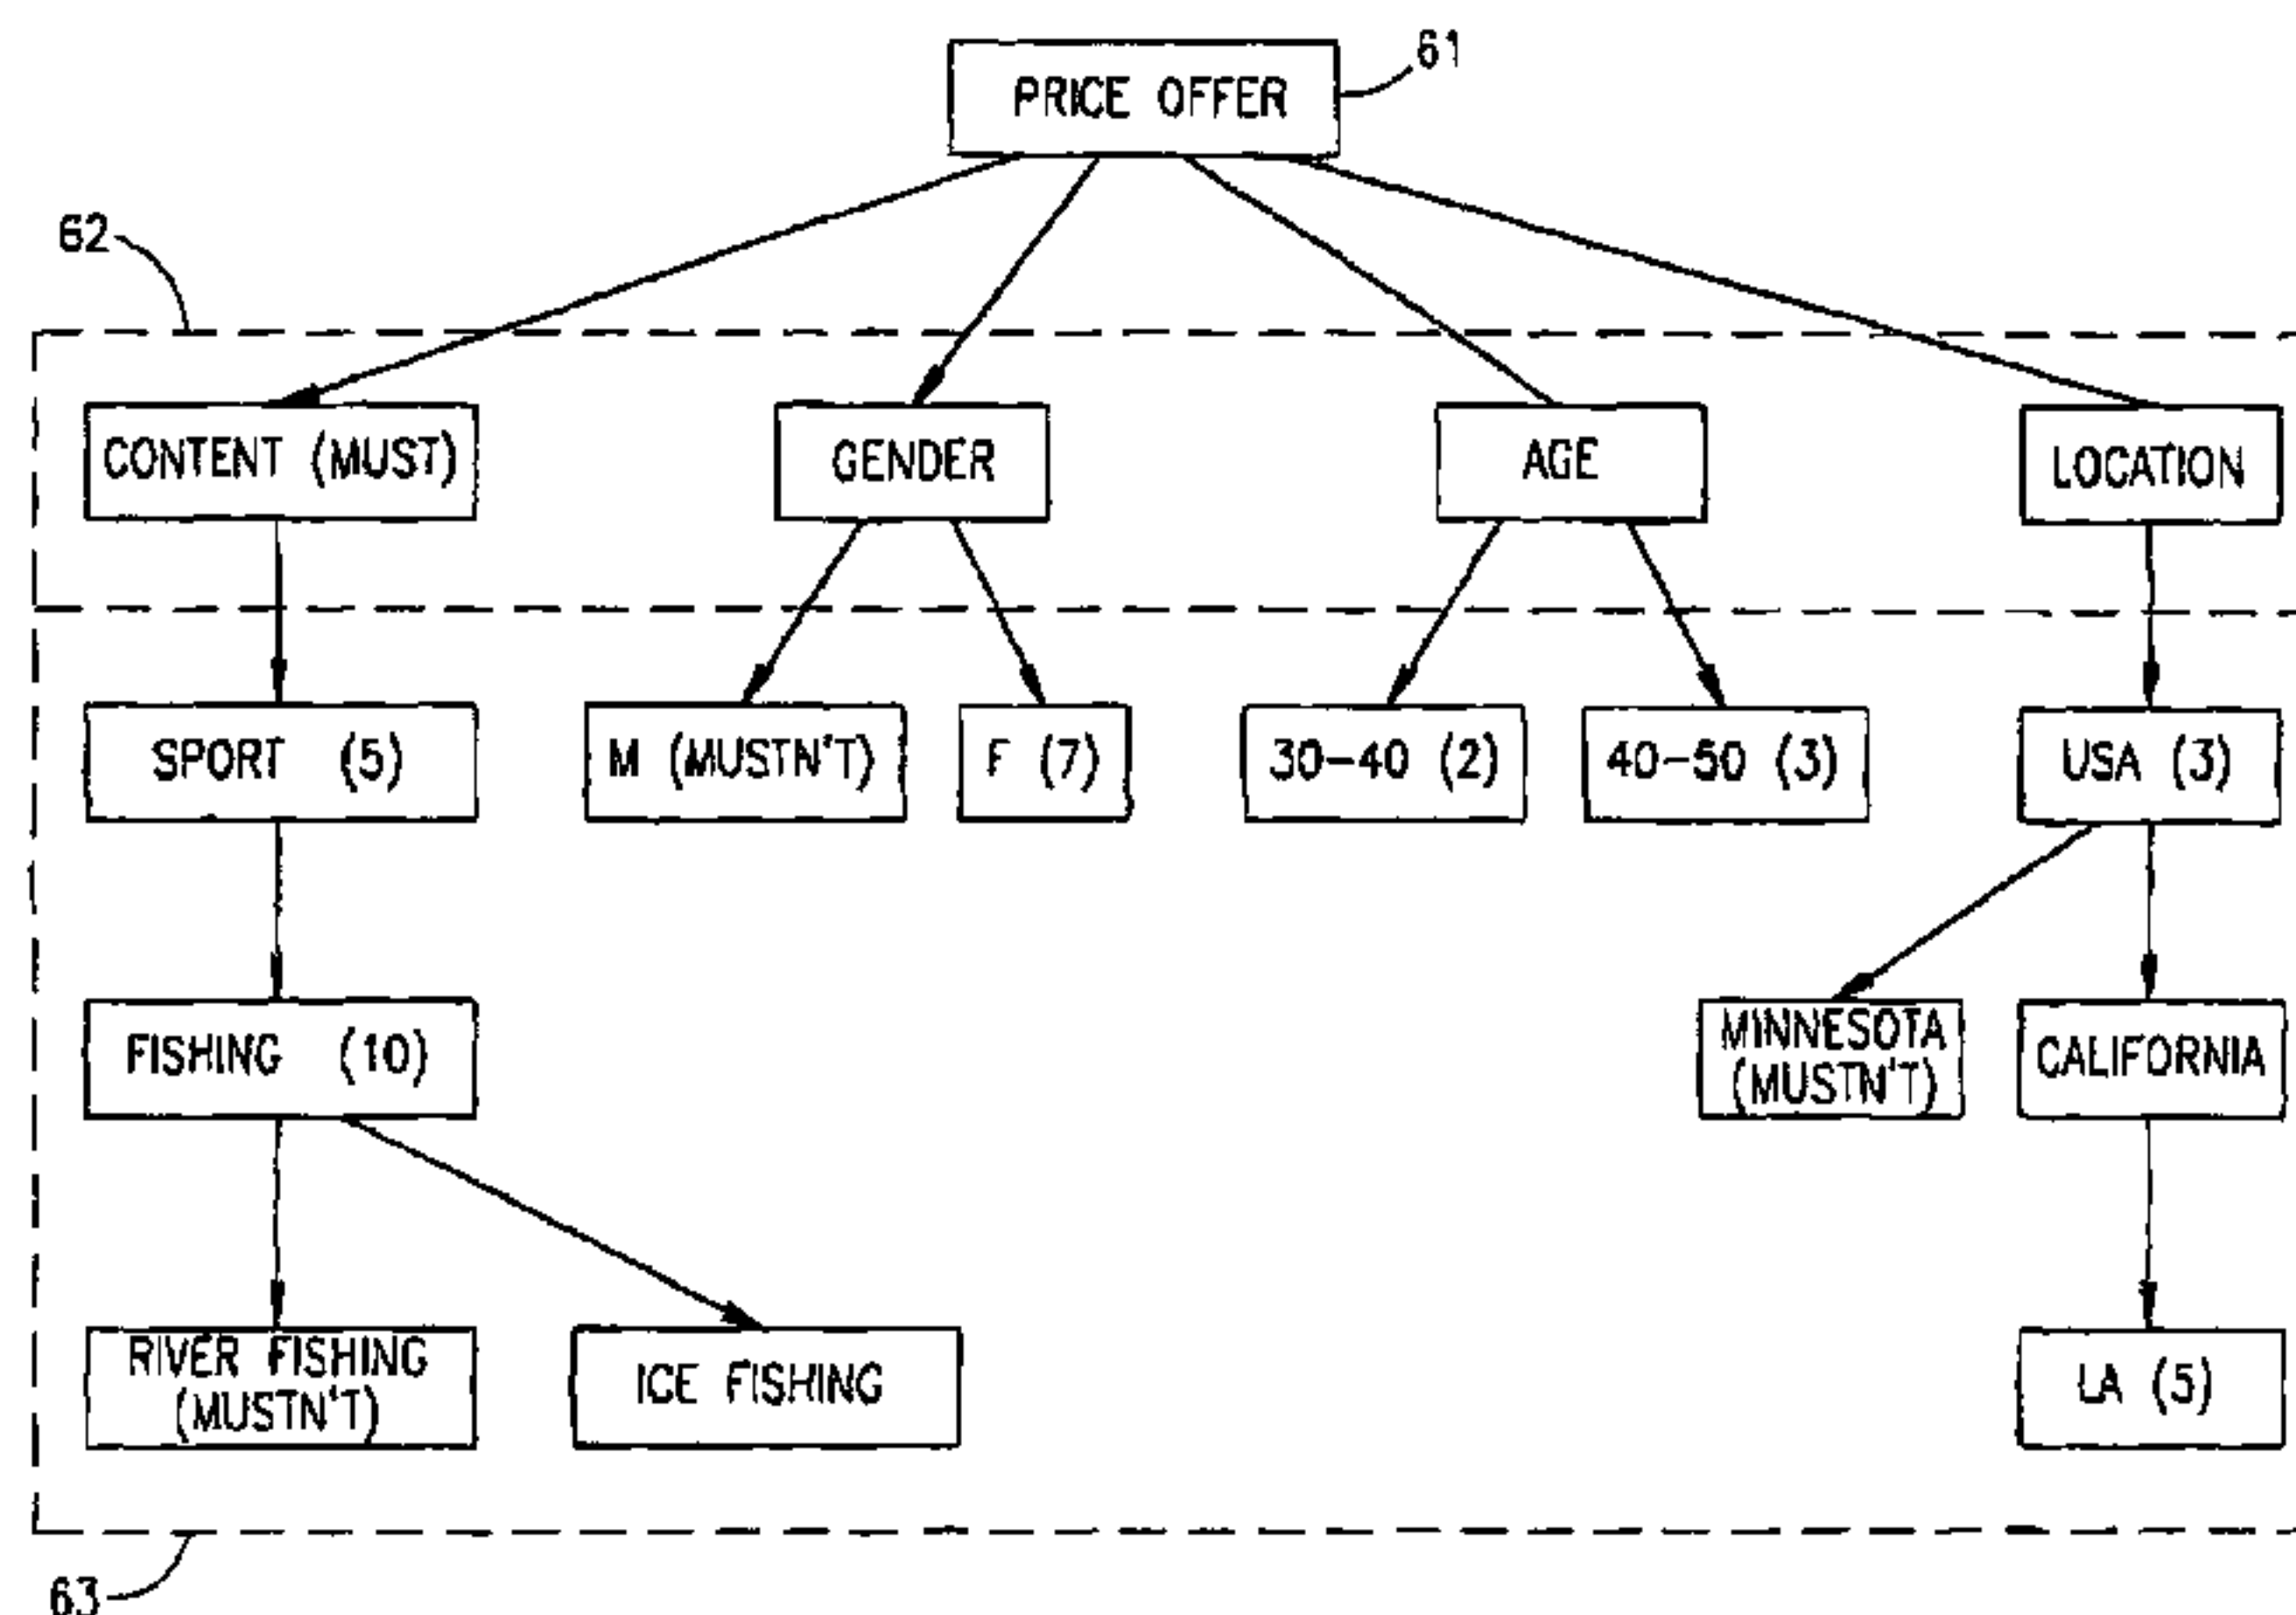 61
PRICE OFFER
62
CONTENT (MUST)
GENDER
AGE
LOCATION
SPORT (5)
M (MUSTN'T)
F (7)
30-40 (2)
40-50 (3)
USA (3)
FISHING (10)
MINNESOTA
(MUSTN'T)
CALIFORNIA
RIVER FISHING
(MUSTN'T)
ICE FISHING
LA (5)
63